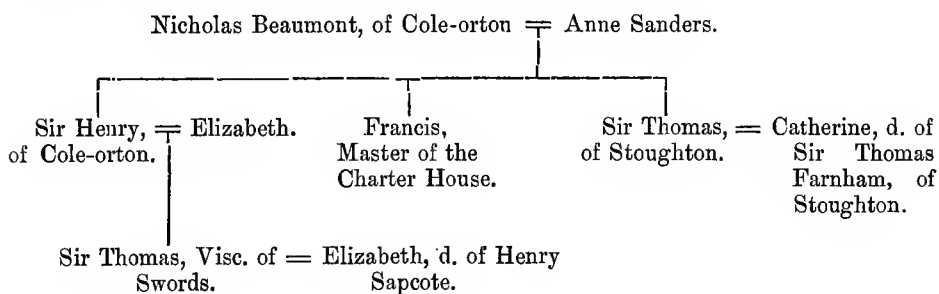 Nicholas Beaumont, of Cole-orton = Anne Sanders.
Sir Henry, = Elizabeth.
of Cole-orton.
Francis,
Master of the
Charter House.
Sir Thomas, = Catherine, d. of
of Stoughton. Sir Thomas
Farnham, of
Stoughton.
Sir Thomas, Visc. of = Elizabeth, d. of Henry
Swords. Sapcote.